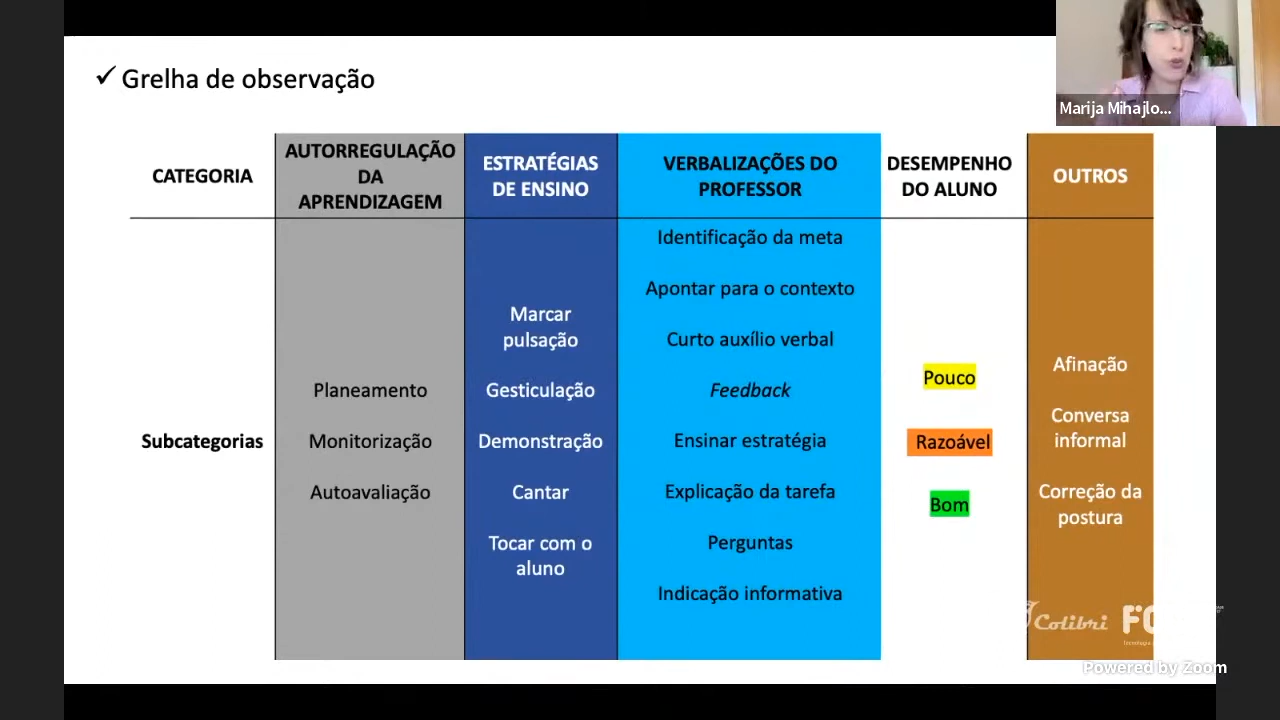 ✓ Grelha de observação
Marija Mihajlo...
CATEGORIA
AUTORREGULAÇÃO
DA
APRENDIZAGEM
ESTRATÉGIAS
DE ENSINO
VERBALIZAÇÕES DO
PROFESSOR
DESEMPENHO
DO ALUNO
OUTROS
Subcategorias
Planeamento
Monitorização
Autoavaliação
Marcar
pulsação
Gesticulação
Demonstração
Cantar
Tocar com o
aluno
Identificação da meta
Apontar para o contexto
Curto auxílio verbal
Feedback
Ensinar estratégia
Explicação da tarefa
Perguntas
Indicação informativa
Pouco
Razoável
Bom
Afinação
Conversa
informal
Correção da
postura
Colibri
Powered by Zoom